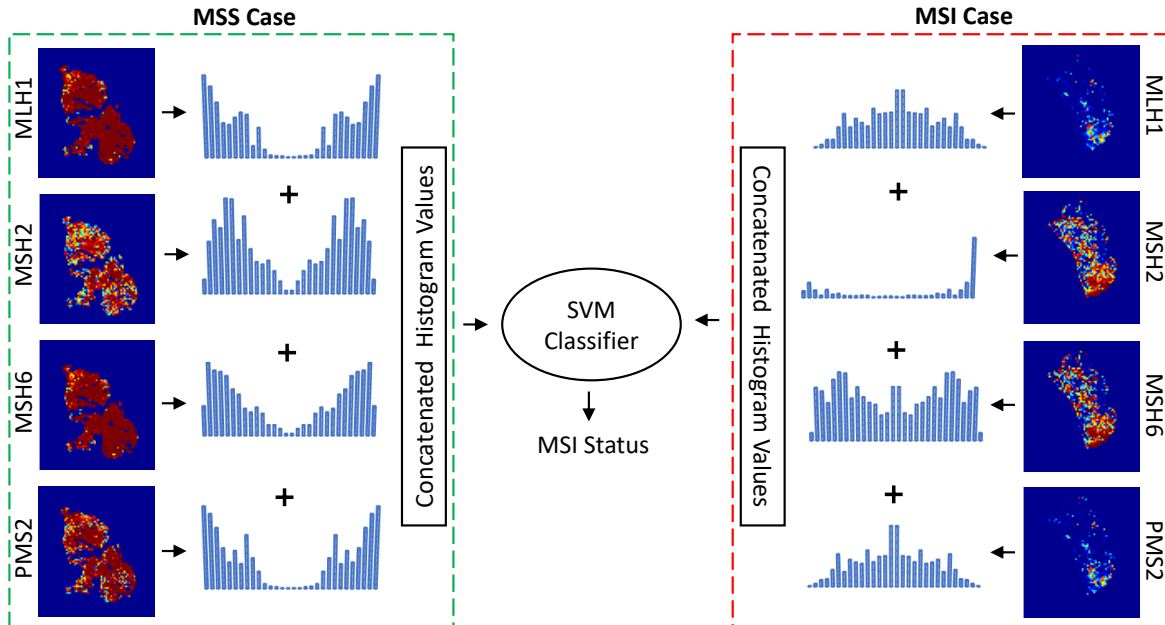 MSS Case
MLH1
+
MSH2
+
MSH6
+
PMS2
Concatenated Histogram Values
SVM
Classifier
MSI Status
MSI Case
Concatenated Histogram Values
MLH1
+
MSH2
+
MSH6
+
PMS2